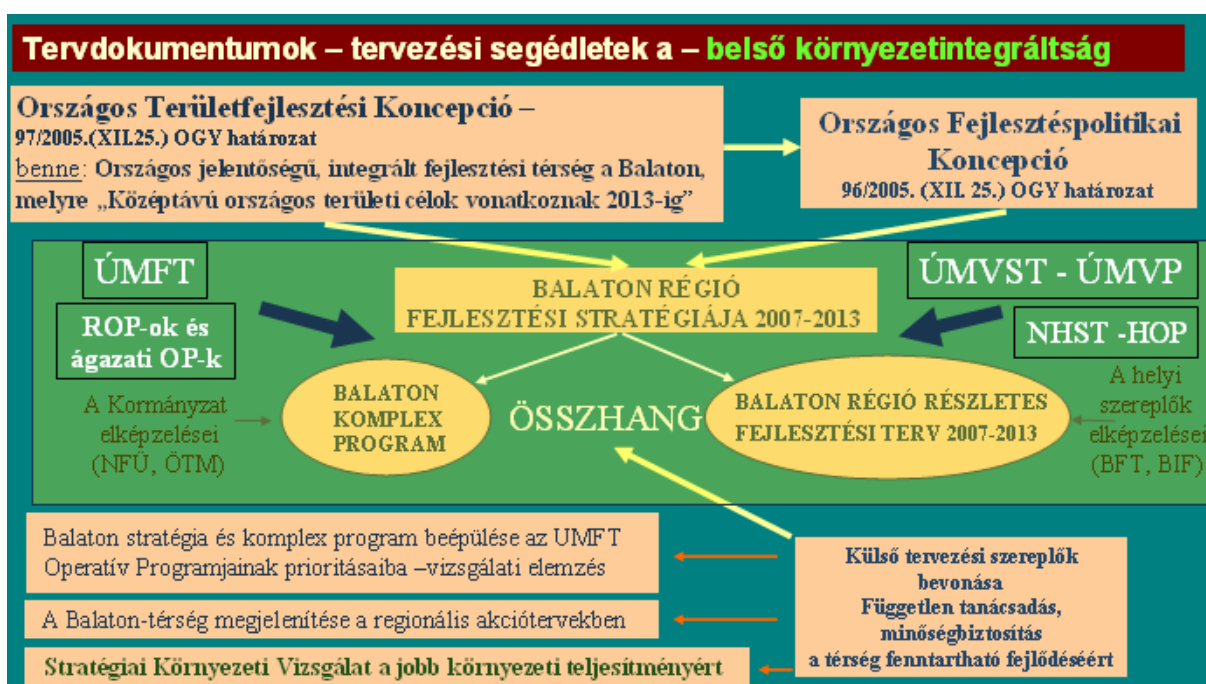 Tervdokumentumok – tervezési segédletek a – belső környezetintegráltság
Országos Területfejlesztési Koncepció –
97/2005.(XII.25.) OGY határozat
benne: Országos jelentőségű, integrált fejlesztési térség a Balaton,
melyre „Középtávú országos területi célok vonatkoznak 2013-ig”
Országos Fejlesztéspolitikai
Koncepció
96/2005. (XII. 25.) OGY határozat
ÚMFT
ROP-ok és
ágazati OP-k
A Kormányzat
elképzelései
(NFÜ, ÖTM)
BALATON RÉGIÓ
FEJLESZTÉSI STRATÉGIÁJA 2007-2013
ÚMVST - ÚMVP
NHST -HOP
A helyi
szereplők
elképzelései
(BFT, BIF)
BALATON
KOMPLEX
PROGRAM
ÖSSZHANG
BALATON RÉGIÓ RÉSZLETES
FEJLESZTÉSI TERV 2007-2013
Balaton stratégia és komplex program beépülése az UMFT
Operatív Programjainak prioritásaiba –vizsgálati elemzés
A Balaton-térség megjelenítése a regionális akciótervekben
Stratégiai Környezeti Vizsgálat a jobb környezeti teljesítményért
Külső tervezési szereplők
bevonása
Független tanácsadás,
minőségbiztosítás
a térség fenntartható fejlődéséért